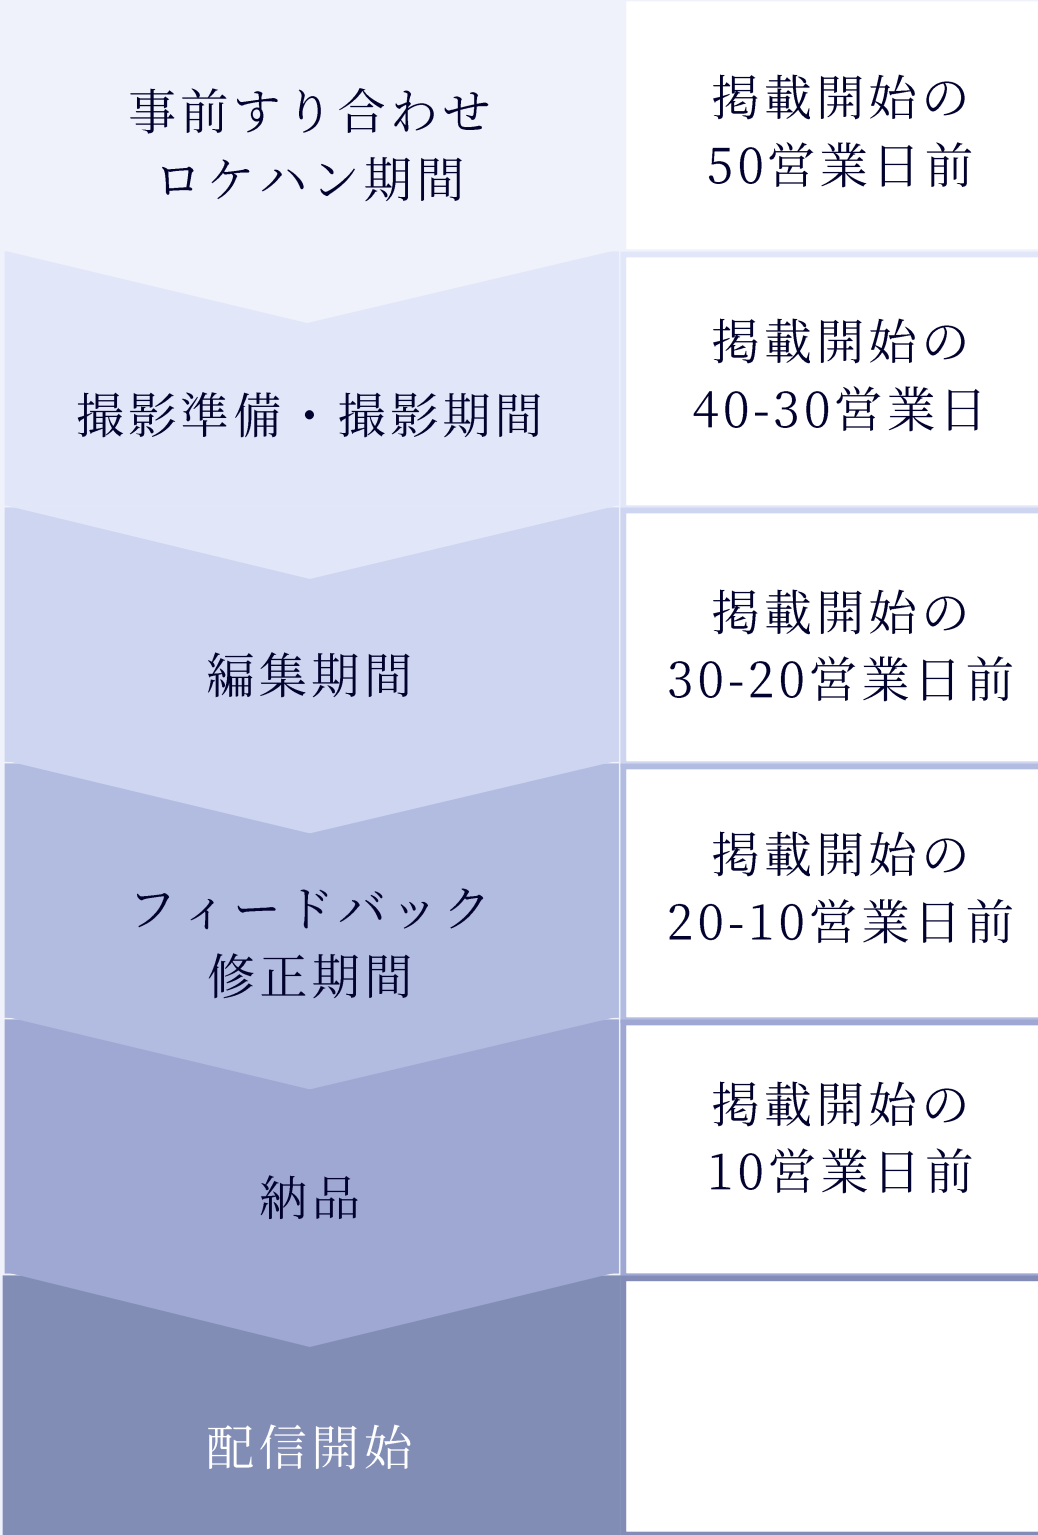 事前すり合わせ
ロケハン期間
掲載開始の
50営業日前
撮影準備・撮影期間
掲載開始の
40-30営業日
編集期間
掲載開始の
30-20営業日前
フィードバック
修正期間
掲載開始の
20-10営業日前
納品
掲載開始の
10営業日前
配信開始